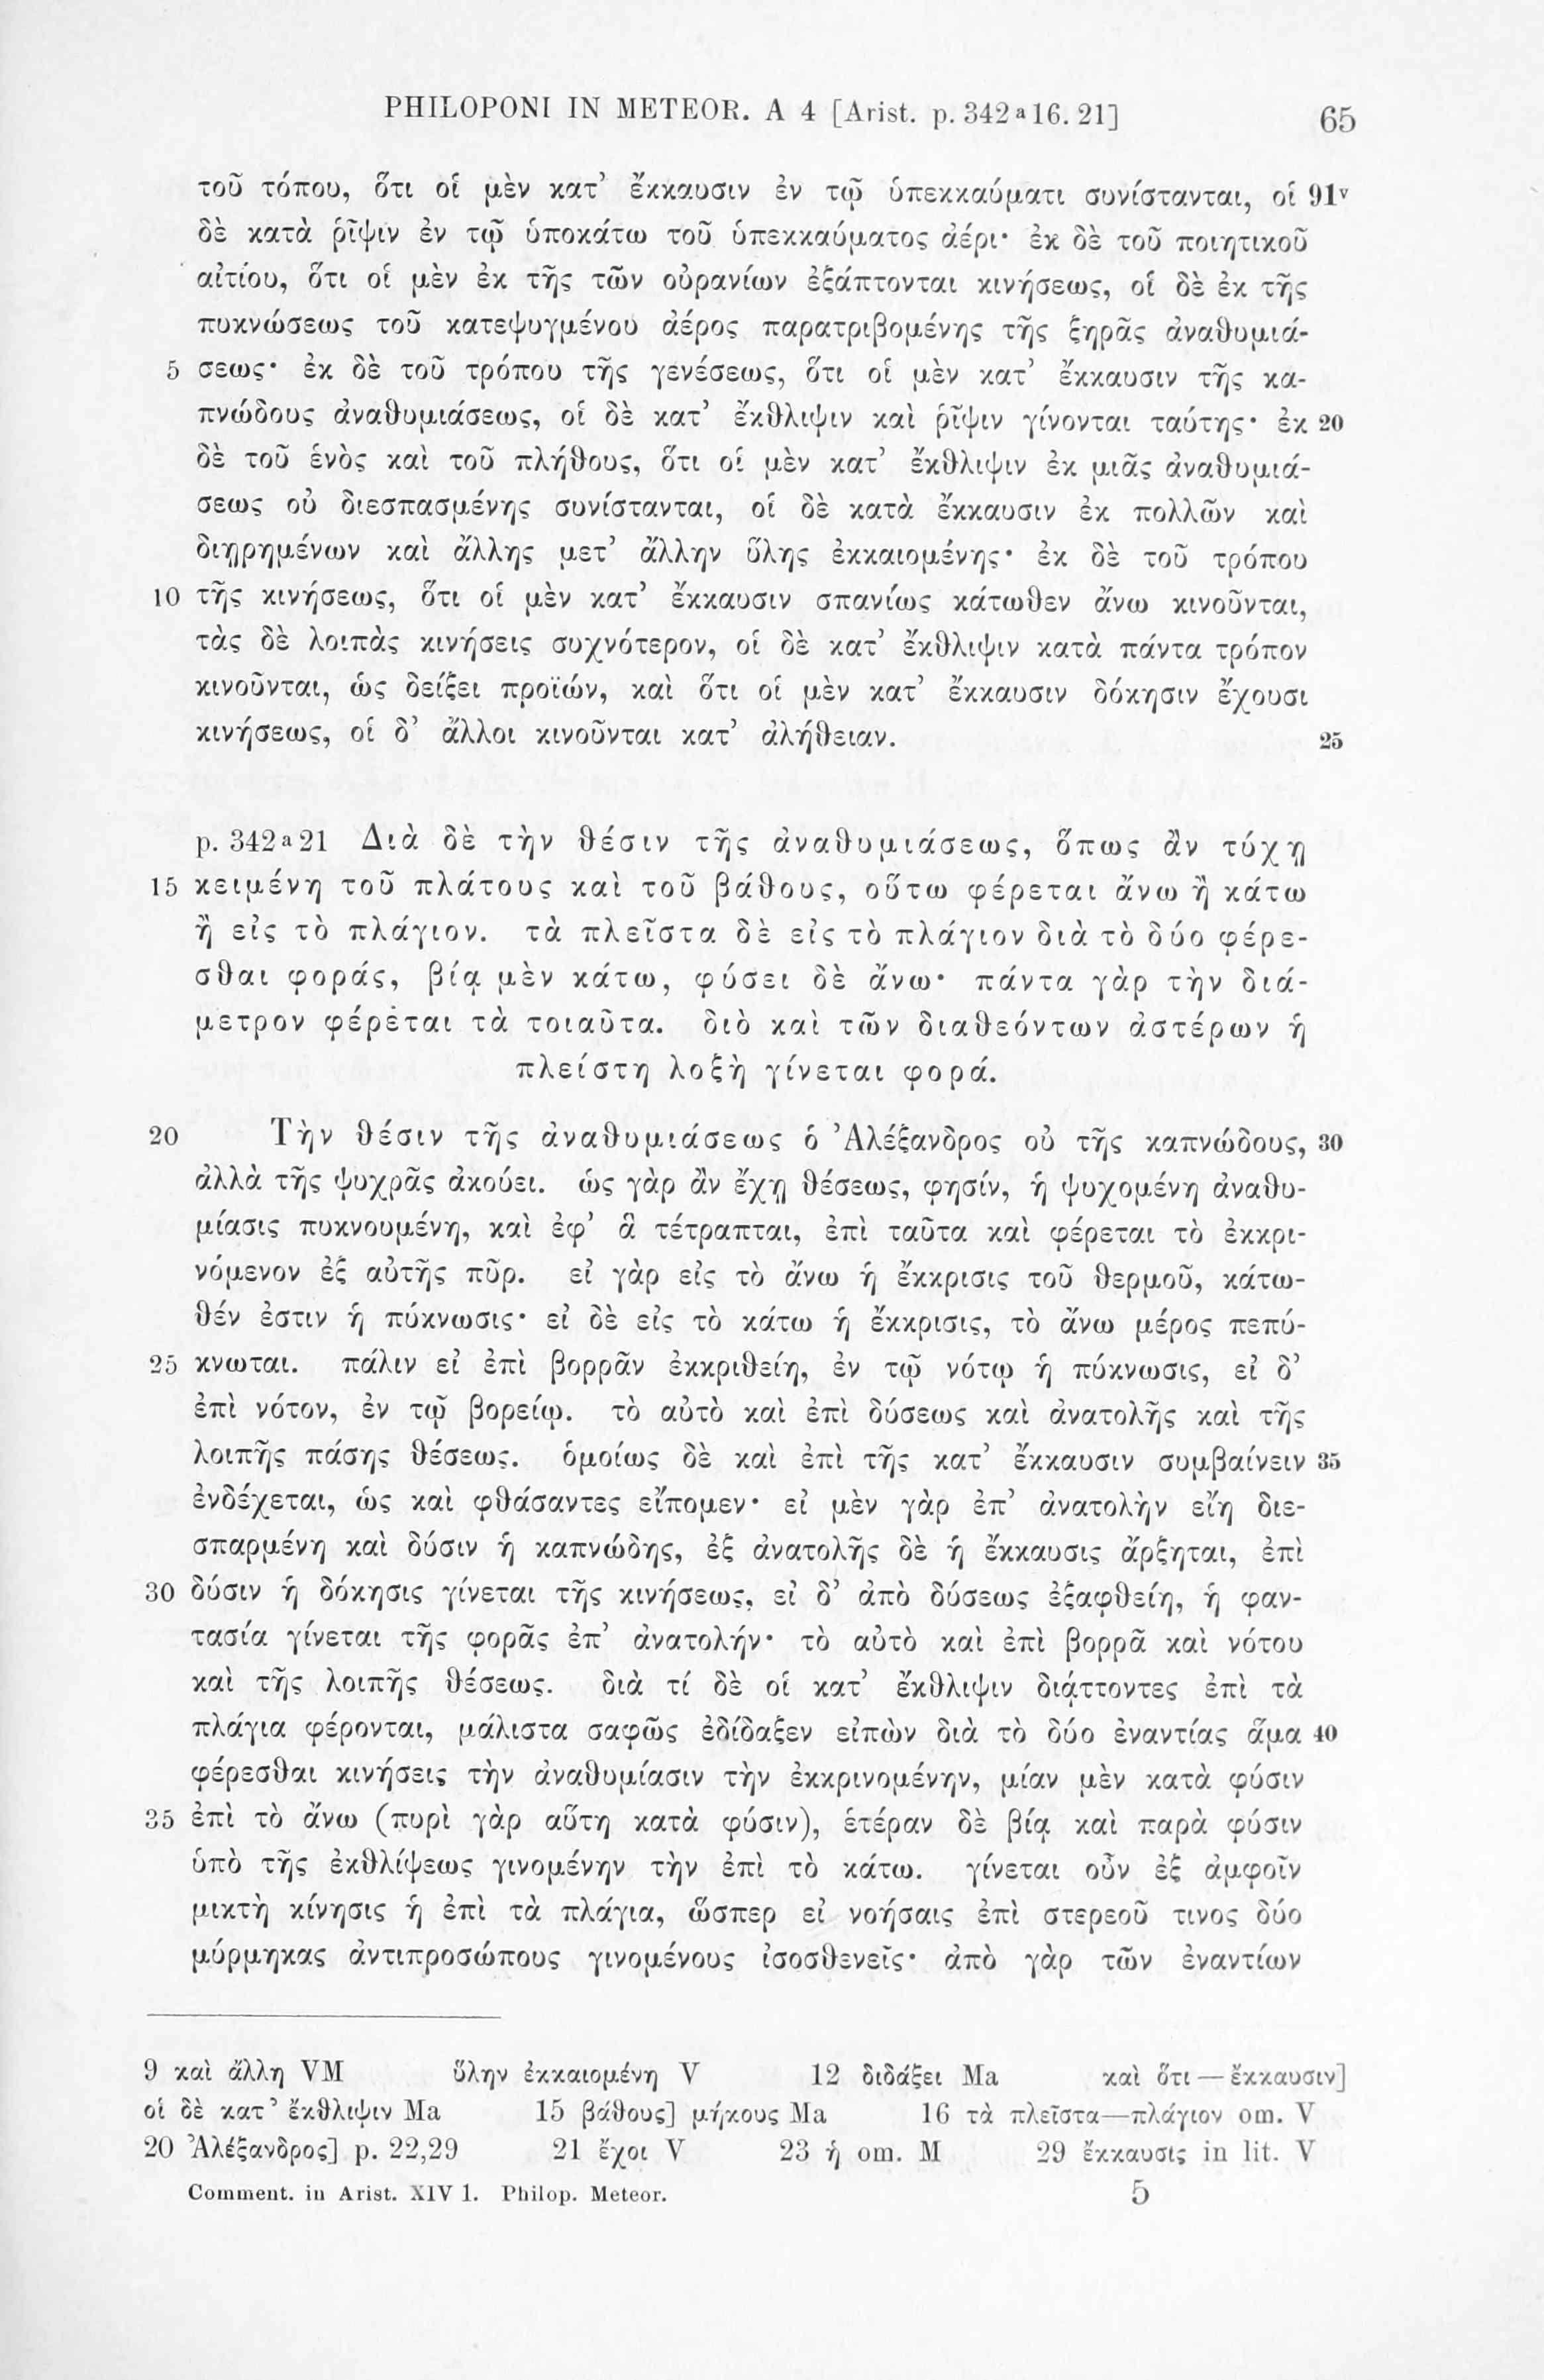 PHILOPONI IN METEOR. A 4 [Arist. p. 342ᵃ16. 21] 65
τοῦ τόπου, ὅτι οἱ μὲν κατ’ ἔκκαυσιν ἐν τῷ ὑπεκκαύματι συνίστανται, οἱ 91ᵛ
δὲ κατὰ ῥῖψιν ἐν τῷ ὑποκάτω τοῦ ὑπεκκαύματος ἀέρι· ἐκ δὲ τοῦ ποιητικοῦ
αἰτίου, ὅτι οἱ μὲν ἐκ τῆς τῶν οὐρανίων ἐξάπτονται κινήσεως, οἱ δὲ ἐκ τῆς
πυκνώσεως τοῦ κατεψυγμένου ἀέρος παρατριβομένης τῆς ξηρᾶς ἀναθυμιά-
5 σεως· ἐκ δὲ τοῦ τρόπου τῆς γενέσεως, ὅτι οἱ μὲν κατ’ ἔκκαυσιν τῆς κα-
πνώδους ἀναθυμιάσεως, οἱ δὲ κατ’ ἔκθλιψιν καὶ ῥῖψιν γίνονται ταύτης· ἐκ 20
δὲ τοῦ ἑνὸς καὶ τοῦ πλήθους, ὅτι οἱ μὲν κατ’ ἔκθλιψιν ἐκ μιᾶς ἀναθυμιά-
σεως οὐ διεσπασμένης συνίστανται, οἱ δὲ κατὰ ἔκκαυσιν ἐκ πολλῶν καὶ
διῃρημένων καὶ ἄλλης μετ’ ἄλλην ὕλης ἐκκαιομένης· ἐκ δὲ τοῦ τρόπου
10 τῆς κινήσεως, ὅτι οἱ μὲν κατ’ ἔκκαυσιν σπανίως κάτωθεν ἄνω κινοῦνται,
τὰς δὲ λοιπὰς κινήσεις συχνότερον, οἱ δὲ κατ’ ἔκθλιψιν κατὰ πάντα τρόπον
κινοῦνται, ὡς δείξει προϊών, καὶ ὅτι οἱ μὲν κατ’ ἔκκαυσιν δόκησιν ἔχουσι
κινήσεως, οἱ δ’ ἄλλοι κινοῦνται κατ’ ἀλήθειαν. 25
p. 342ᵃ21 Διὰ δὲ τὴν θέσιν τῆς ἀναθυμιάσεως, ὅπως ἂν τύχῃ
15 κειμένη τοῦ πλάτους καὶ τοῦ βάθους, οὕτω φέρεται ἄνω ἢ κάτω
ἢ εἰς τὸ πλάγιον. τὰ πλεῖστα δὲ εἰς τὸ πλάγιον διὰ τὸ δύο φέρε-
σθαι φοράς, βίᾳ μὲν κάτω, φύσει δὲ ἄνω· πάντα γὰρ τὴν διά-
μετρον φέρεται τὰ τοιαῦτα. διὸ καὶ τῶν διαθεόντων ἀστέρων ἡ
πλείστη λοξὴ γίνεται φορά.
20 Τὴν θέσιν τῆς ἀναθυμιάσεως ὁ Ἀλέξανδρος οὐ τῆς καπνώδους, 30
ἀλλὰ τῆς ψυχρᾶς ἀκούει. ὡς γὰρ ἂν ἔχῃ θέσεως, φησίν, ἡ ψυχομένη ἀναθυ-
μίασις πυκνουμένη, καὶ ἐφ’ ἃ τέτραπται, ἐπὶ ταῦτα καὶ φέρεται τὸ ἐκκρι-
νόμενον ἐξ αὐτῆς πῦρ. εἰ γὰρ εἰς τὸ ἄνω ἡ ἔκκρισις τοῦ θερμοῦ, κάτω-
θέν ἐστιν ἡ πύκνωσις· εἰ δὲ εἰς τὸ κάτω ἡ ἔκκρισις, τὸ ἄνω μέρος πεπύ-
25 κνωται. πάλιν εἰ ἐπὶ βορρᾶν ἐκκριθείη, ἐν τῷ νότῳ ἡ πύκνωσις, εἰ δ’
ἐπὶ νότον, ἐν τῷ βορείῳ. τὸ αὐτὸ καὶ ἐπὶ δύσεως καὶ ἀνατολῆς καὶ τῆς
λοιπῆς πάσης θέσεως. ὁμοίως δὲ καὶ ἐπὶ τῆς κατ’ ἔκκαυσιν συμβαίνειν 35
ἐνδέχεται, ὡς καὶ φθάσαντες εἴπομεν· εἰ μὲν γὰρ ἐπ’ ἀνατολὴν εἴη διε-
σπαρμένη καὶ δύσιν ἡ καπνώδης, ἐξ ἀνατολῆς δὲ ἡ ἔκκαυσις ἄρξηται, ἐπὶ
30 δύσιν ἡ δόκησις γίνεται τῆς κινήσεως, εἰ δ’ ἀπὸ δύσεως ἐξαφθείη, ἡ φαν-
τασία γίνεται τῆς φορᾶς ἐπ’ ἀνατολήν· τὸ αὐτὸ καὶ ἐπὶ βορρᾶ καὶ νότου
καὶ τῆς λοιπῆς θέσεως. διὰ τί δὲ οἱ κατ’ ἔκθλιψιν διᾴττοντες ἐπὶ τὰ
πλάγια φέρονται, μάλιστα σαφῶς ἐδίδαξεν εἰπὼν διὰ τὸ δύο ἐναντίας ἅμα 40
φέρεσθαι κινήσεις τὴν ἀναθυμίασιν τὴν ἐκκρινομένην, μίαν μὲν κατὰ φύσιν
35 ἐπὶ τὸ ἄνω (πυρὶ γὰρ αὕτη κατὰ φύσιν), ἑτέραν δὲ βίᾳ καὶ παρὰ φύσιν
ὑπὸ τῆς ἐκθλίψεως γινομένην τὴν ἐπὶ τὸ κάτω. γίνεται οὖν ἐξ ἀμφοῖν
μικτὴ κίνησις ἡ ἐπὶ τὰ πλάγια, ὥσπερ εἰ νοήσαις ἐπὶ στερεοῦ τινος δύο
μύρμηκας ἀντιπροσώπους γινομένους ἰσοσθενεῖς· ἀπὸ γὰρ τῶν ἐναντίων
9 καὶ ἄλλη VM ὕλην ἐκκαιομένη V 12 διδάξει Ma καὶ ὅτι — ἔκκαυσιν]
οἱ δὲ κατ’ ἔκθλιψιν Ma 15 βάθους] μήκους Ma 16 τὰ πλεῖστα—πλάγιον om. V
20 Ἀλέξανδρος] p. 22,29 21 ἔχοι V 23 ἡ om. M 29 ἔκκαυσις in lit. V
Comment. in Arist. XIV 1. Philop. Meteor. 5